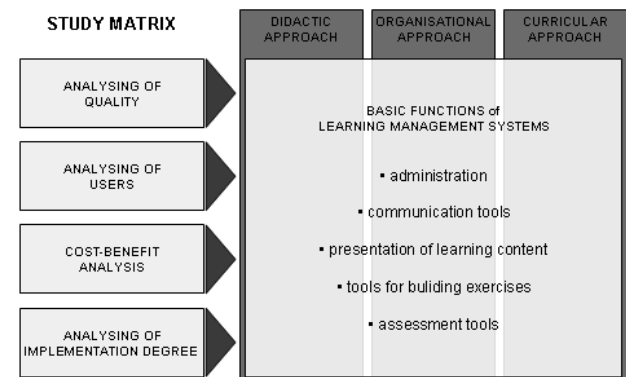 STUDY MATRIX
DIDACTIC
APPROACH
ORGANISATIONAL
APPROACH
CURRICULAR
APPROACH
ANALYSING OF
QUALITY
ANALYSING OF
USERS
COST-BENEFIT
ANALYSIS
ANALYSING OF
IMPLEMENTATION DEGREE
BASIC FUNCTIONS of
LEARNING MANAGEMENT SYSTEMS
▪ administration
▪ communication tools
▪ presentation of learning content
▪ tools for buliding exercises
▪ assessment tools